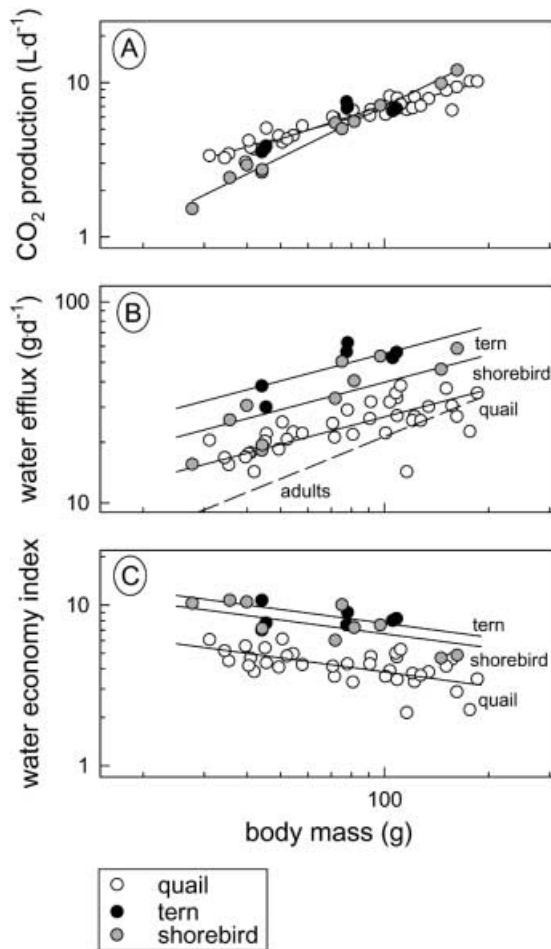 A
CO₂ production (L·d⁻¹)
10
1
B
water efflux (g·d⁻¹)
100
10
tern
shorebird
quail
adults
C
water economy index
10
1
tern
shorebird
quail
100
body mass (g)
quail
tern
shorebird